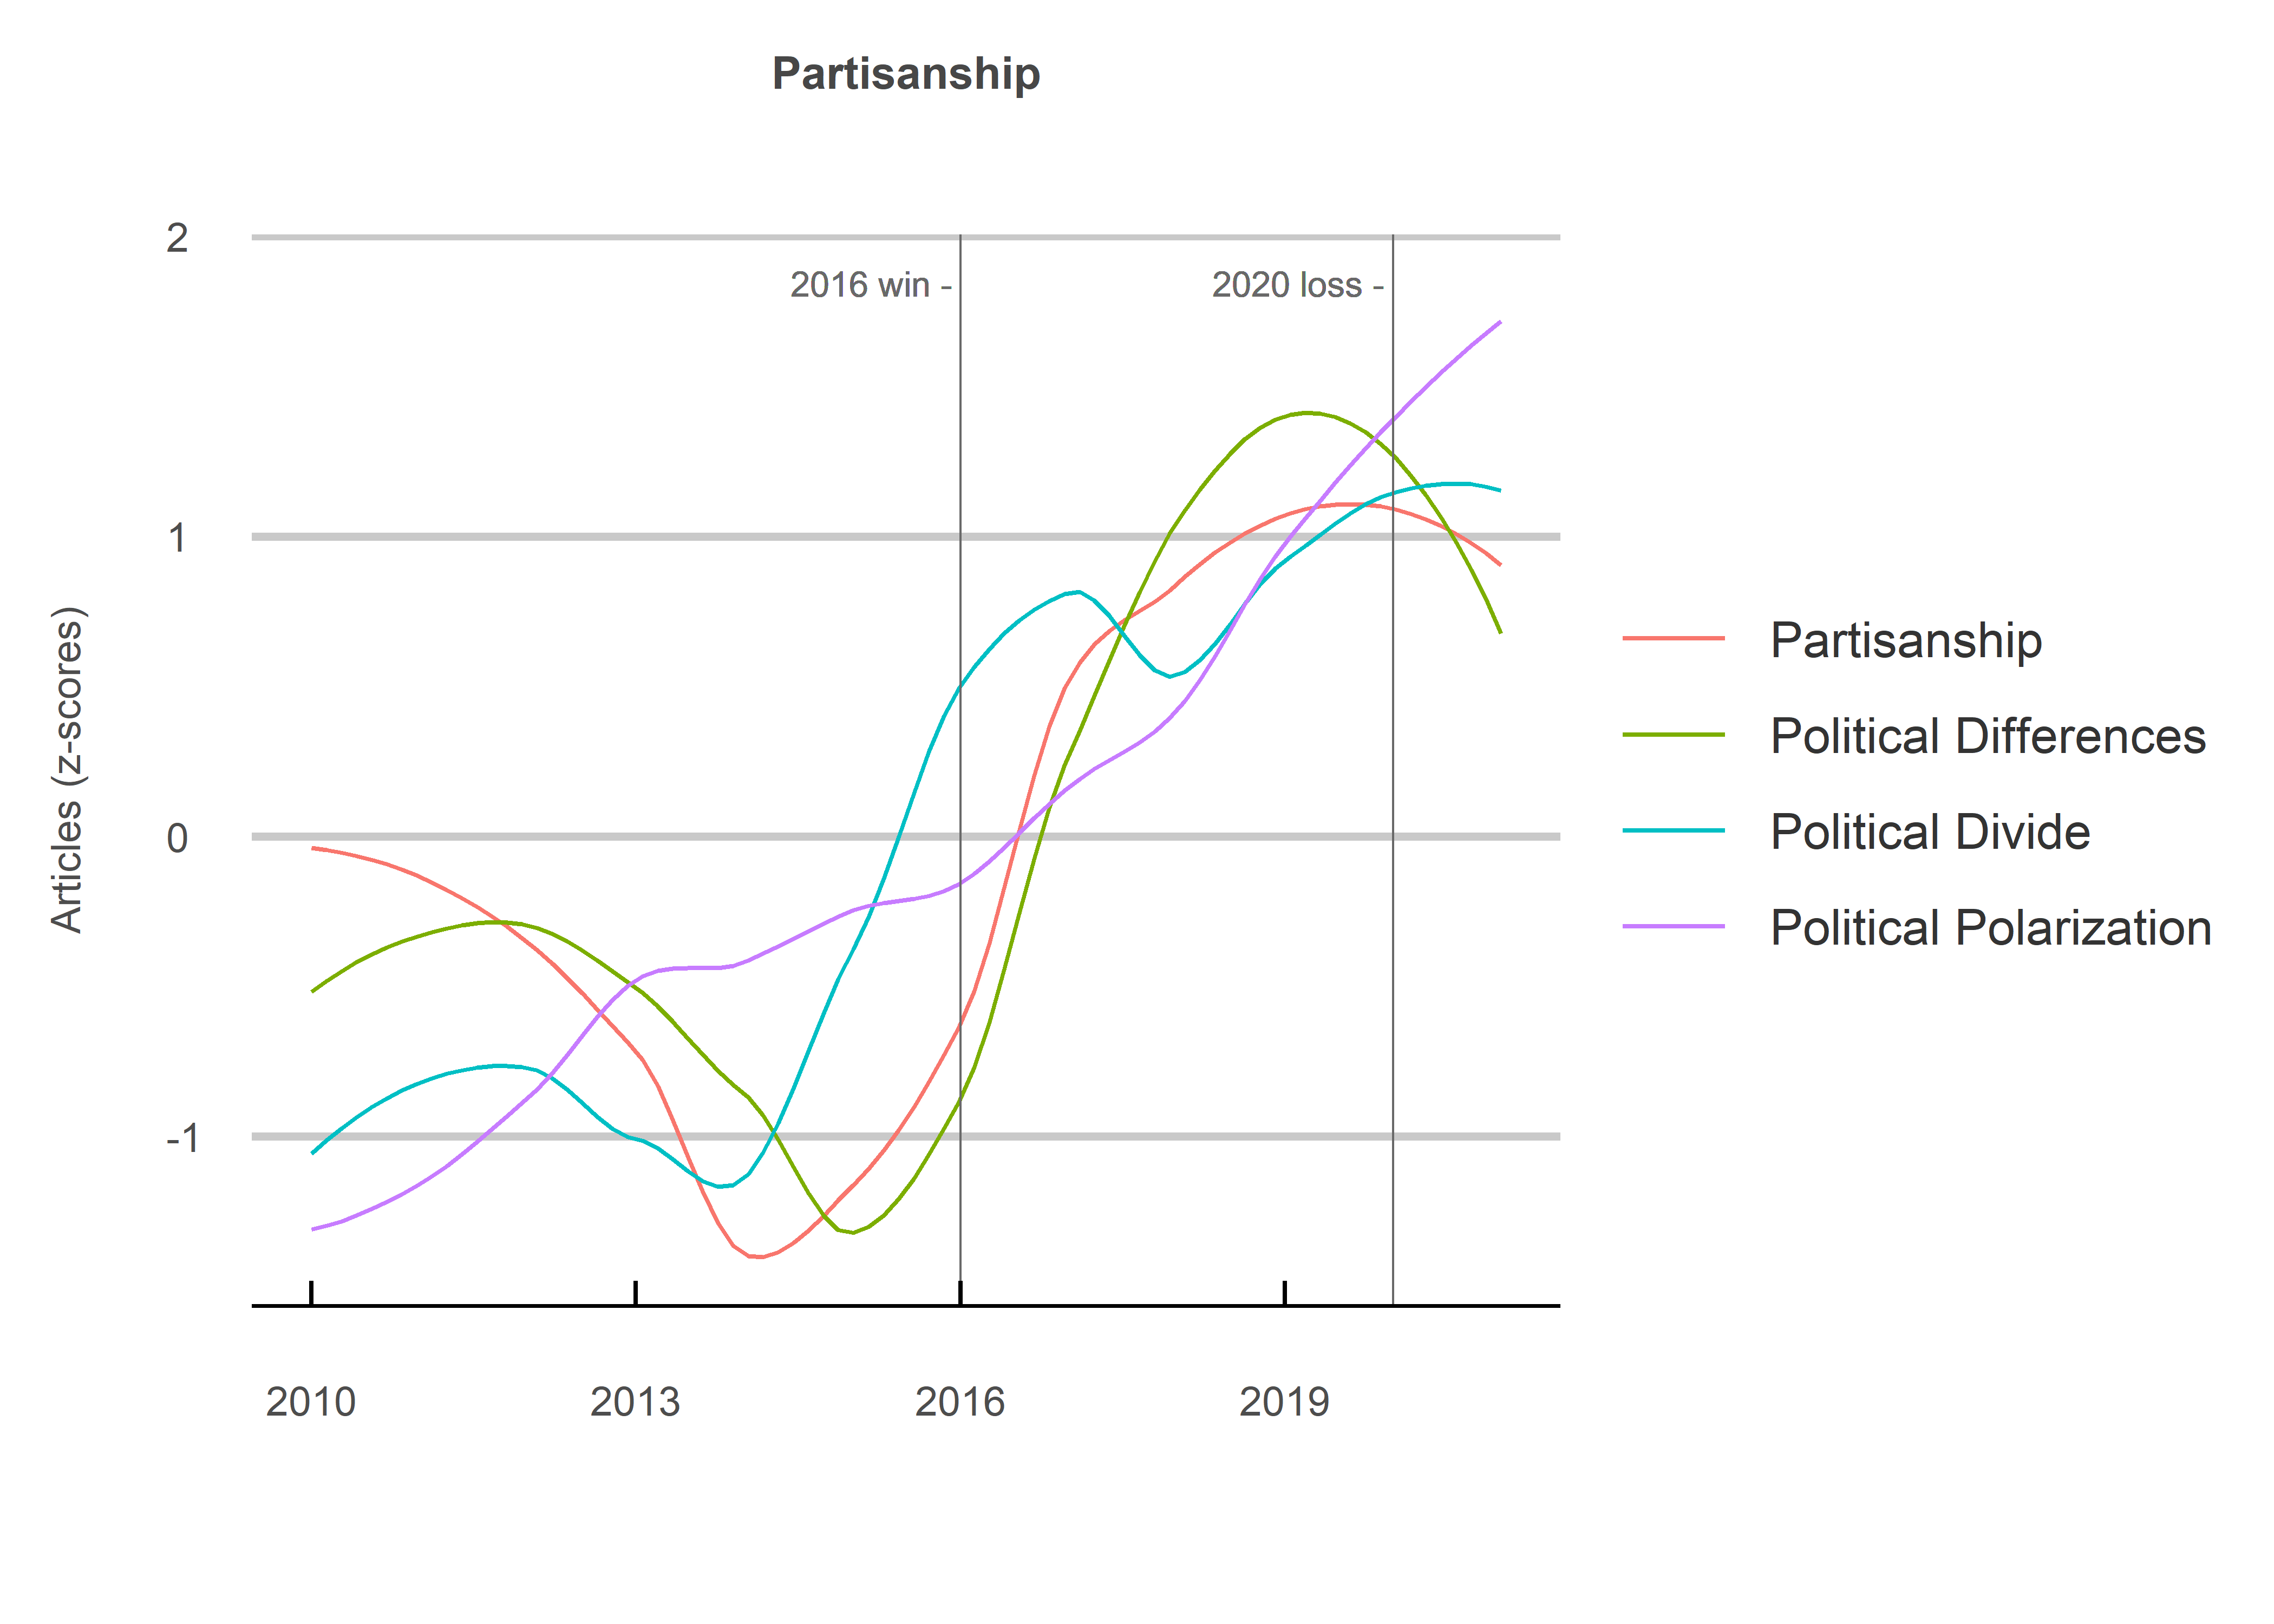 Partisanship
2
2016 win -
2020 loss -
1
0
-1
Articles (z-scores)
2010
2013
2016
2019
Partisanship
Political Differences
Political Divide
Political Polarization